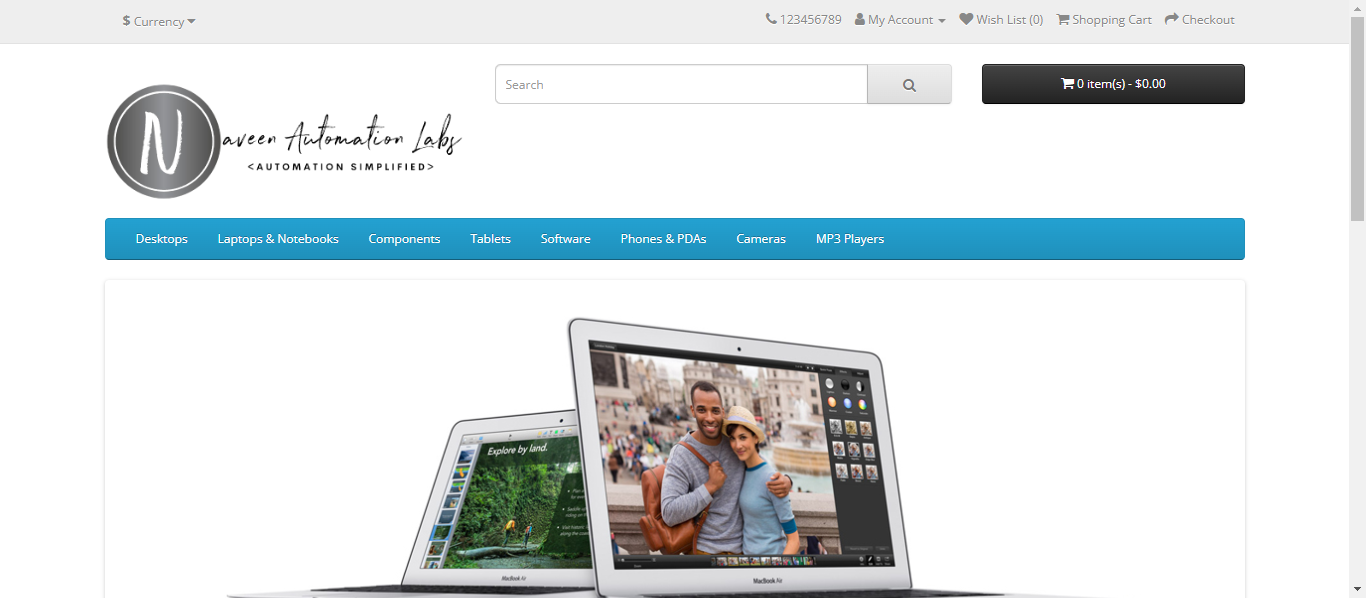 $ Currency
123456789 My Account Wish List (0) Shopping Cart Checkout
Search
0 item(s) - $0.00
N aveen Automation Labs
<AUTOMATION SIMPLIFIED>
Desktops Laptops & Notebooks Components Tablets Software Phones & PDAs Cameras MP3 Players
Explore by land.
MacBook Air
MacBook Air